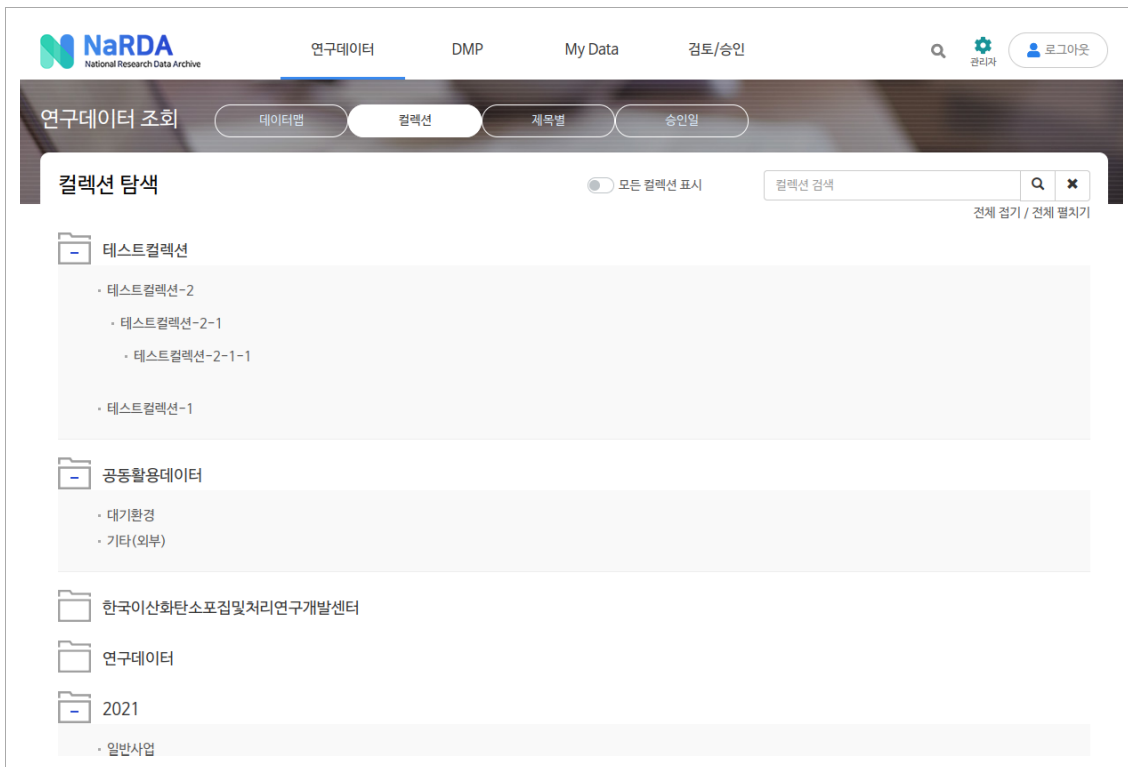 NaRDA
National Research Data Archive
연구데이터 DMP My Data 검토/승인 관리자 로그아웃
연구데이터 조회 데이터맵 컬렉션 제목별 승인일
컬렉션 탐색 모든 컬렉션 표시 컬렉션 검색
전체 접기 / 전체 펼치기
테스트컬렉션
테스트컬렉션-2
테스트컬렉션-2-1
테스트컬렉션-2-1-1
테스트컬렉션-1
공동활용데이터
대기환경
기타(외부)
한국이산화탄소포집및처리연구개발센터
연구데이터
2021
일반사업